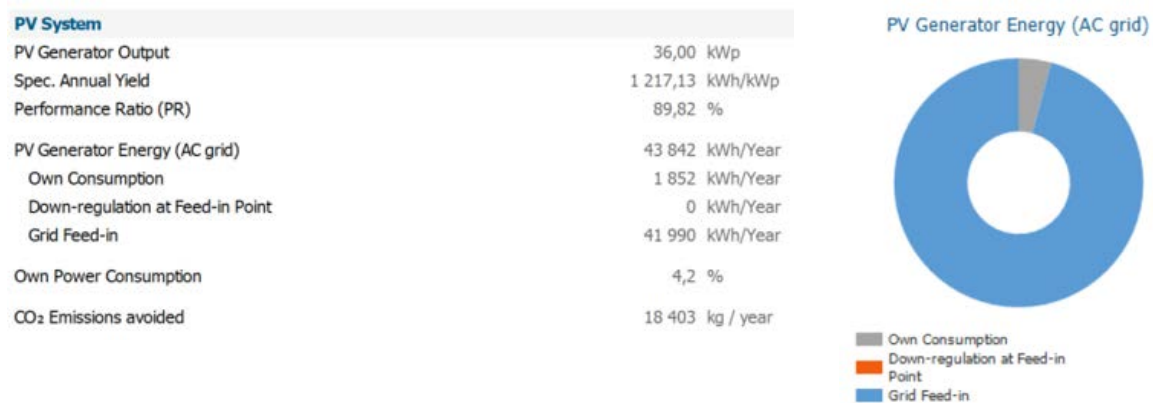 PV System
PV Generator Output 36,00 kWp
Spec. Annual Yield 1 217,13 kWh/kWp
Performance Ratio (PR) 89,82 %
PV Generator Energy (AC grid) 43 842 kWh/Year
Own Consumption 1 852 kWh/Year
Down-regulation at Feed-in Point 0 kWh/Year
Grid Feed-in 41 990 kWh/Year
Own Power Consumption 4,2 %
CO₂ Emissions avoided 18 403 kg / year
PV Generator Energy (AC grid)
Own Consumption
Down-regulation at Feed-in
Point
Grid Feed-in